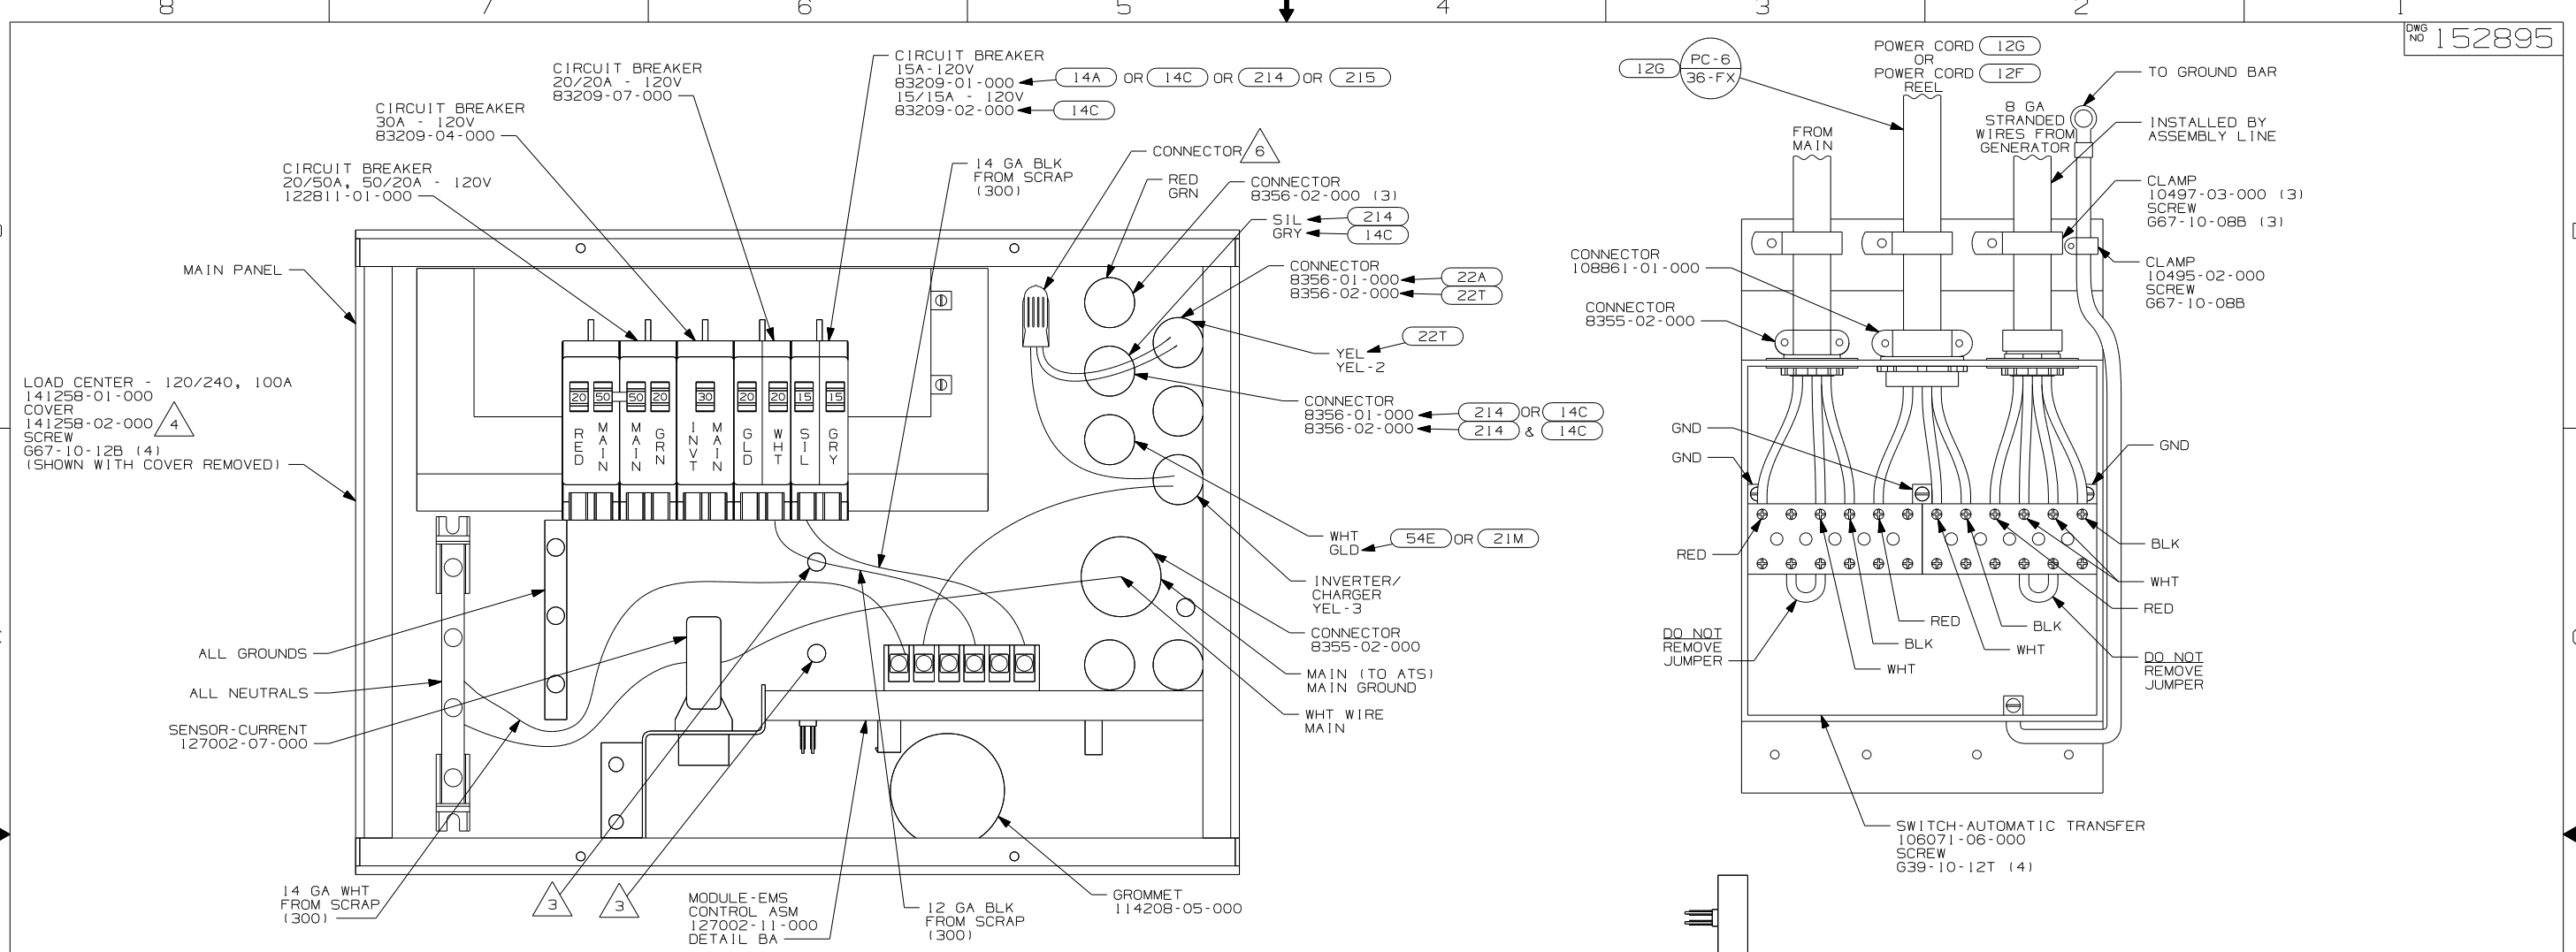 8 7 6 5 4 3 2 1
DWG NO 152895
CIRCUIT BREAKER
20/20A - 120V
83209-07-000
CIRCUIT BREAKER
15A-120V
83209-01-000 14A OR 14C OR 214 OR 215
15/15A - 120V
83209-02-000 14C
CIRCUIT BREAKER
30A - 120V
83209-04-000
CIRCUIT BREAKER
20/50A, 50/20A - 120V
122811-01-000
14 GA BLK
FROM SCRAP
(300)
CONNECTOR 6
RED
GRN
CONNECTOR
8356-02-000 (3)
SIL 214
GRY 14C
CONNECTOR
8356-01-000 22A
8356-02-000 22T
22T
YEL
YEL-2
CONNECTOR
8356-01-000 214 OR 14C
8356-02-000 214 & 14C
WHT
GLD 54E OR 21M
INVERTER/
CHARGER
YEL-3
CONNECTOR
8355-02-000
MAIN (TO ATS)
MAIN GROUND
WHT WIRE
MAIN
MAIN PANEL
LOAD CENTER - 120/240, 100A
141258-01-000
COVER
141258-02-000 4
SCREW
G67-10-12B (4)
(SHOWN WITH COVER REMOVED)
20 50 50 20 30 20 20 15 15
RED
MAIN
MAIN
GRN
INVT
MAIN
GLD
WHT
SIL
GRY
ALL GROUNDS
ALL NEUTRALS
SENSOR-CURRENT
127002-07-000
14 GA WHT
FROM SCRAP
(300)
3
3
MODULE-EMS
CONTROL ASM
127002-11-000
DETAIL BA
12 GA BLK
FROM SCRAP
(300)
GROMMET
114208-05-000
12G
PC-6
36-FX
POWER CORD 12G
OR
POWER CORD 12F
REEL
TO GROUND BAR
8 GA
STRANDED
WIRES FROM
GENERATOR
FROM
MAIN
INSTALLED BY
ASSEMBLY LINE
CLAMP
10497-03-000 (3)
SCREW
G67-10-08B (3)
CLAMP
10495-02-000
SCREW
G67-10-08B
CONNECTOR
108861-01-000
CONNECTOR
8355-02-000
GND
GND
GND
RED
BLK
WHT
RED
RED
BLK
BLK
WHT
WHT
DO NOT
REMOVE
JUMPER
DO NOT
REMOVE
JUMPER
SWITCH-AUTOMATIC TRANSFER
106071-06-000
SCREW
G39-10-12T (4)